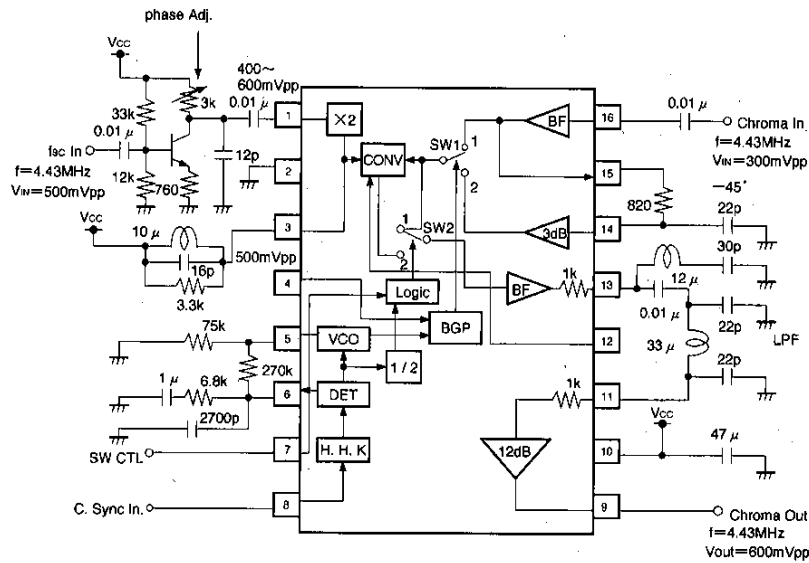 phase Adj.
Vcc
400～
600mVpp
33k
3k
0.01 μ
0.01 μ
fsc In
f=4.43MHz
VIN=500mVpp
12k
760
12p
Vcc
10 μ
16p
3.3k
500mVpp
75k
270k
1 μ
6.8k
2700p
SW CTL
C. Sync In.
1
2
3
4
5
6
7
8
×2
CONV
SW1
1
2
1
SW2
2
BF
3dB
BF
1k
Logic
BGP
VCO
1/2
DET
H. H. K
1k
12dB
16
15
14
13
12
11
10
9
0.01 μ
Chroma In
f=4.43MHz
VIN=300mVpp
820
−45°
22p
30p
12 μ
0.01 μ
22p
LPF
33 μ
22p
Vcc
47 μ
Chroma Out
f=4.43MHz
Vout=600mVpp